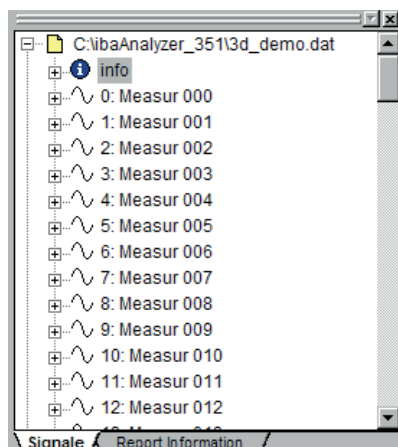 C:\ibaAnalyzer_351\3d_demo.dat
info
0: Measur 000
1: Measur 001
2: Measur 002
3: Measur 003
4: Measur 004
5: Measur 005
6: Measur 006
7: Measur 007
8: Measur 008
9: Measur 009
10: Measur 010
11: Measur 011
12: Measur 012
Signale Report Information